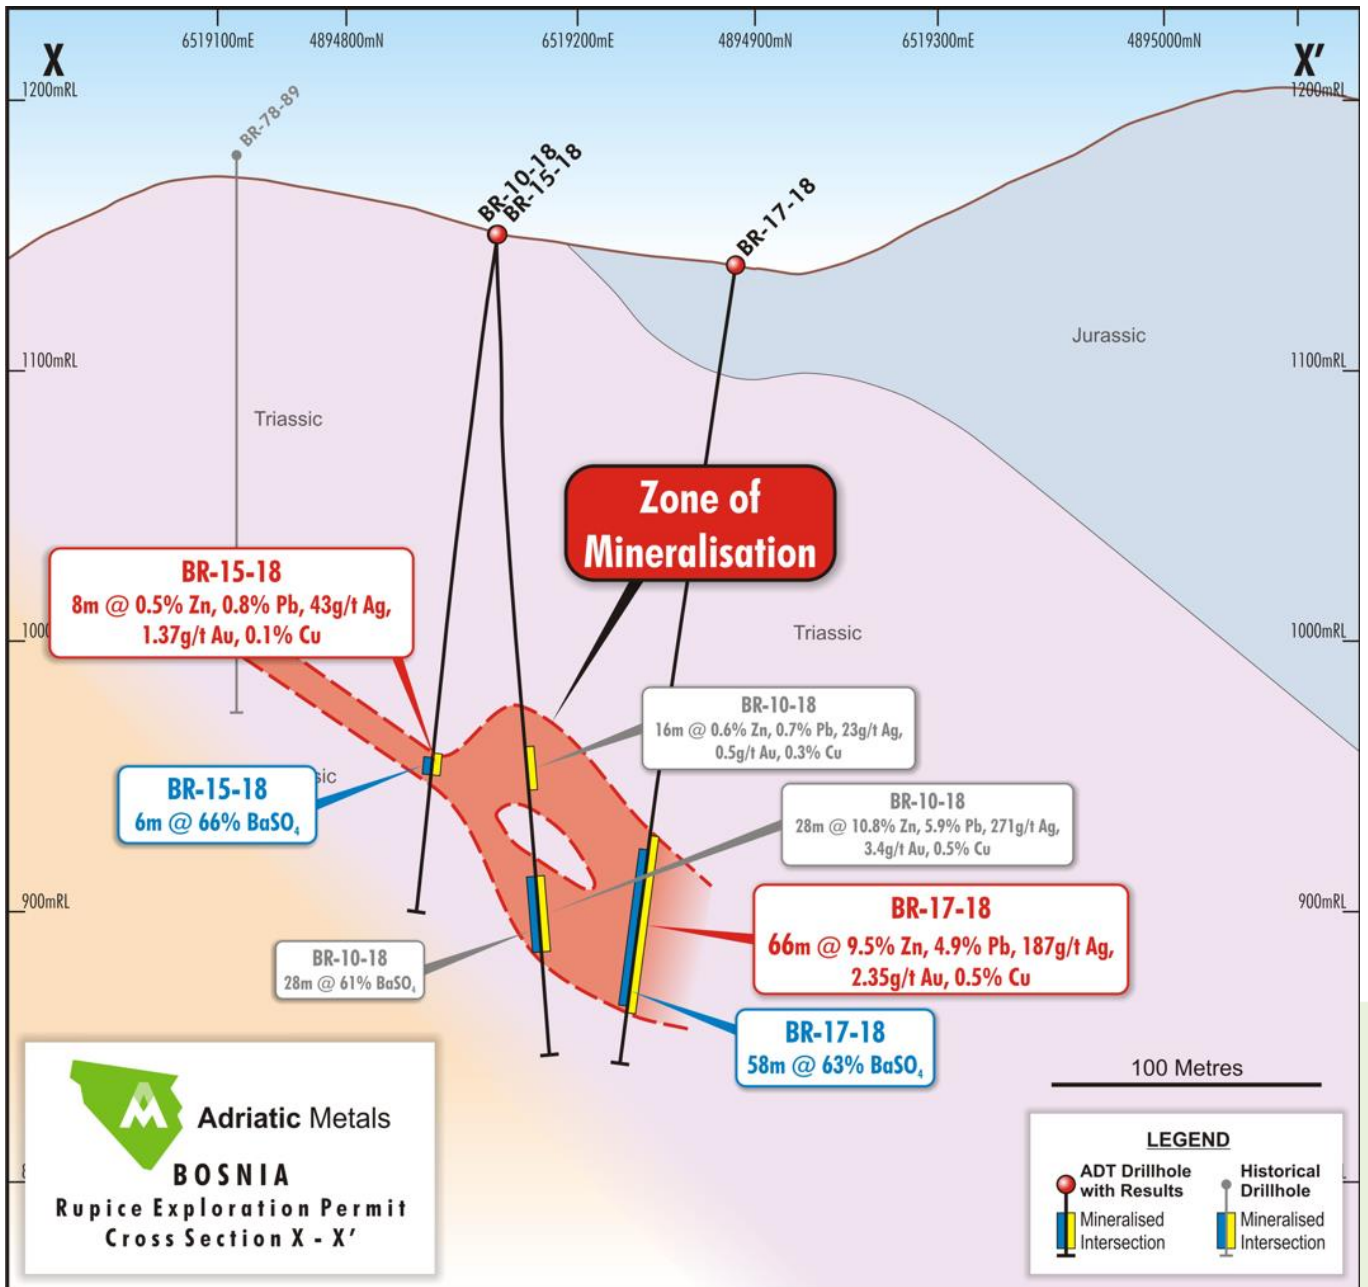 6519100mE 4894800mN 6519200mE 4894900mN 6519300mE 4895000mN
X X'
1200mRL 1200mRL
BR-78-89
BR-10-18
BR-15-18
BR-17-18
Jurassic
1100mRL 1100mRL
Triassic
Zone of
Mineralisation
BR-15-18
8m @ 0.5% Zn, 0.8% Pb, 43g/t Ag,
1.37g/t Au, 0.1% Cu
1000mRL
Triassic
BR-10-18
16m @ 0.6% Zn, 0.7% Pb, 23g/t Ag,
0.5g/t Au, 0.3% Cu
BR-15-18
6m @ 66% BaSO₄
sic
BR-10-18
28m @ 10.8% Zn, 5.9% Pb, 271g/t Ag,
3.4g/t Au, 0.5% Cu
900mRL 900mRL
BR-17-18
66m @ 9.5% Zn, 4.9% Pb, 187g/t Ag,
2.35g/t Au, 0.5% Cu
BR-10-18
28m @ 61% BaSO₄
BR-17-18
58m @ 63% BaSO₄
100 Metres
Adriatic Metals
BOSNIA
Rupice Exploration Permit
Cross Section X - X'
LEGEND
ADT Drillhole
with Results
Mineralised
Intersection
Historical
Drillhole
Mineralised
Intersection